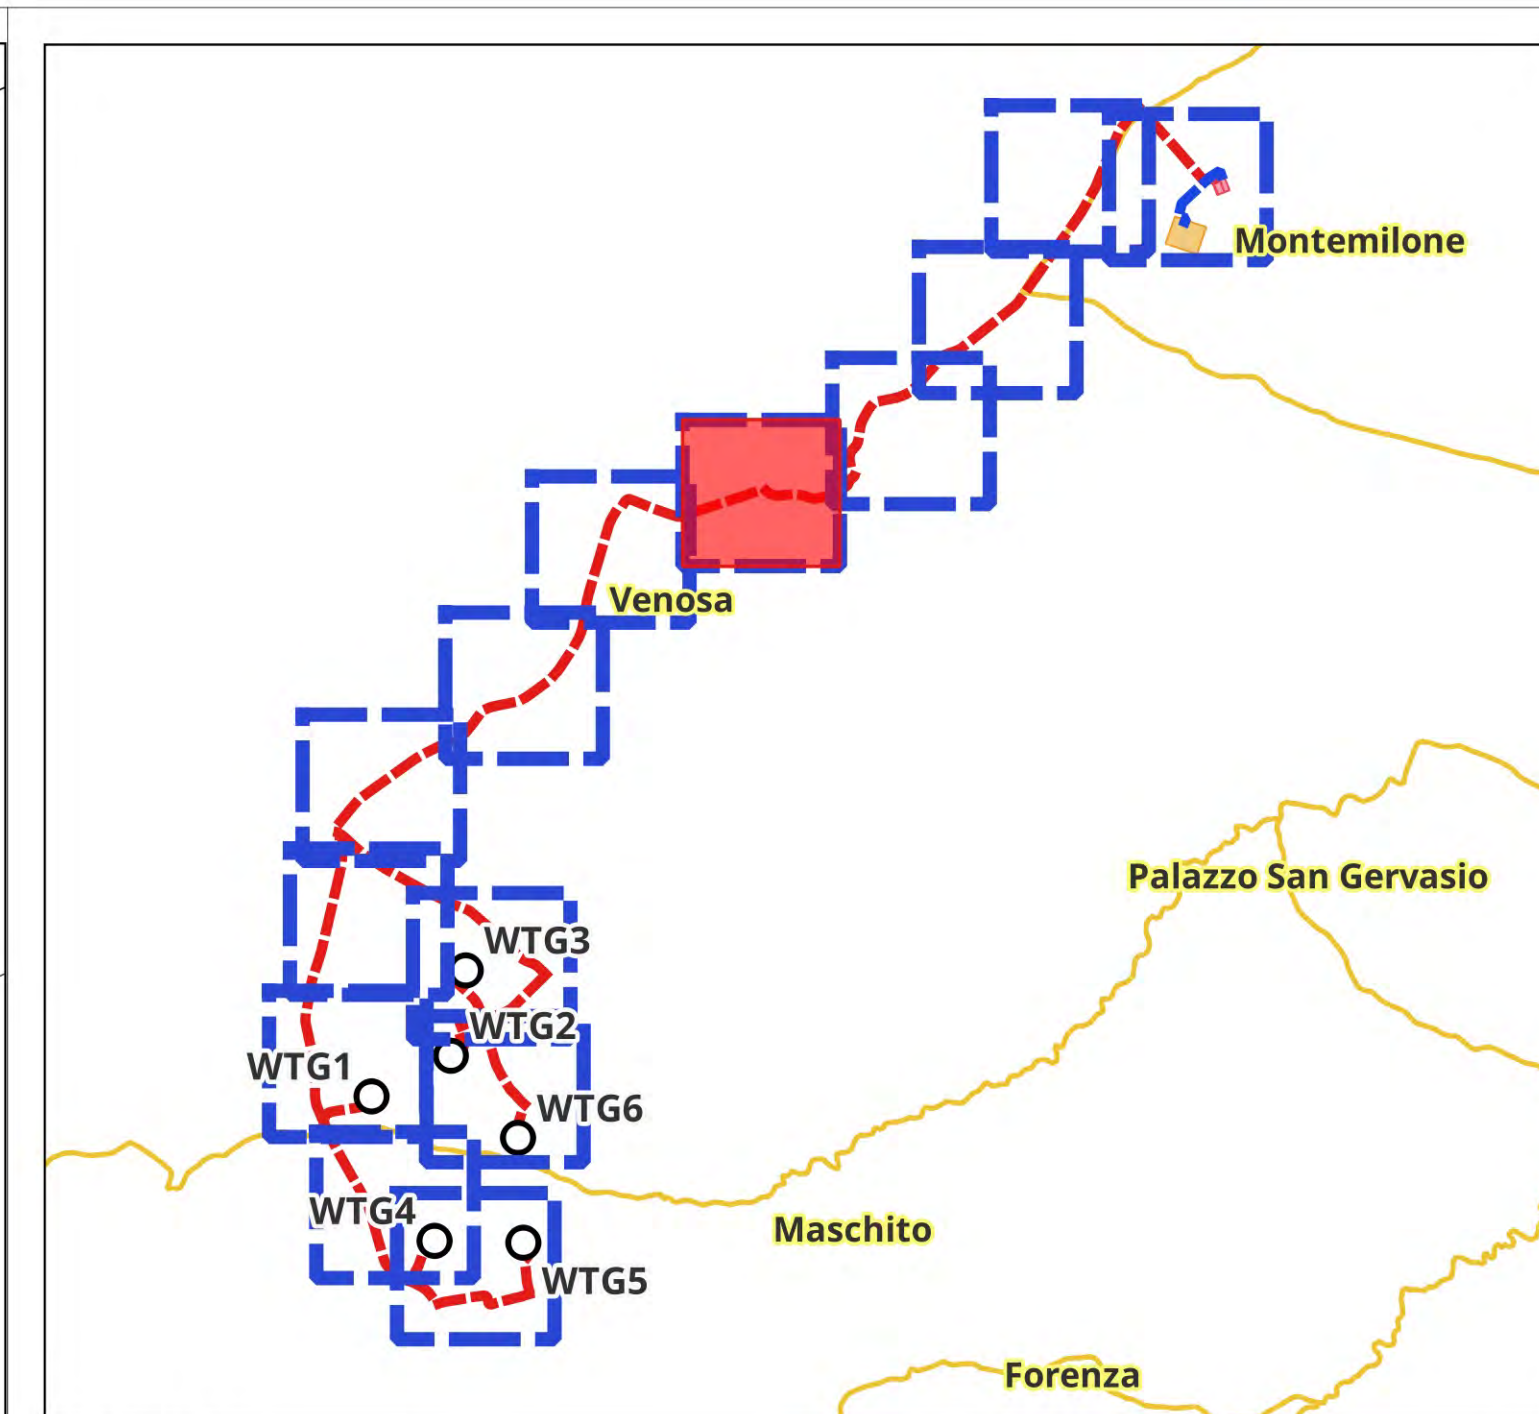 Montemilone
Venosa
Palazzo San Gervasio
WTG3
WTG2
WTG1
WTG6
WTG4
Maschito
WTG5
Forenza